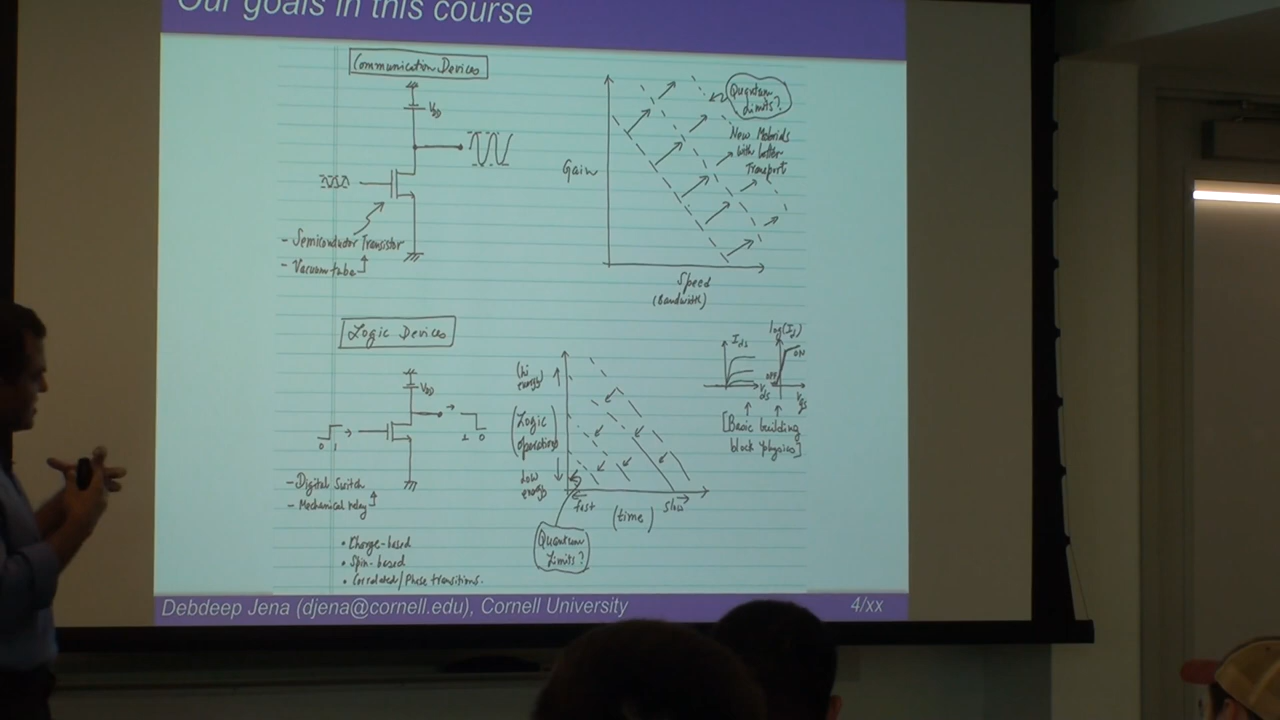 Our goals in this course
Communication Devices
VDD
- Semiconductor Transistor
- Vacuum tube
Gain
Speed
(Bandwidth)
Quantum
Limits?
New Materials
with better
Transport
Logic Devices
VDD
0 1
1 0
- Digital Switch
- Mechanical relay
• Charge-based
• Spin-based
• Correlated/Phase transitions.
(hi
energy)
(Logic
operation)
Low
energy
fast
(time)
slow
Quantum
Limits?
Ids
Vds
log(Id)
ON
OFF
Vgs
[Basic building
block physics]
Debdeep Jena (djena@cornell.edu), Cornell University
4/xx